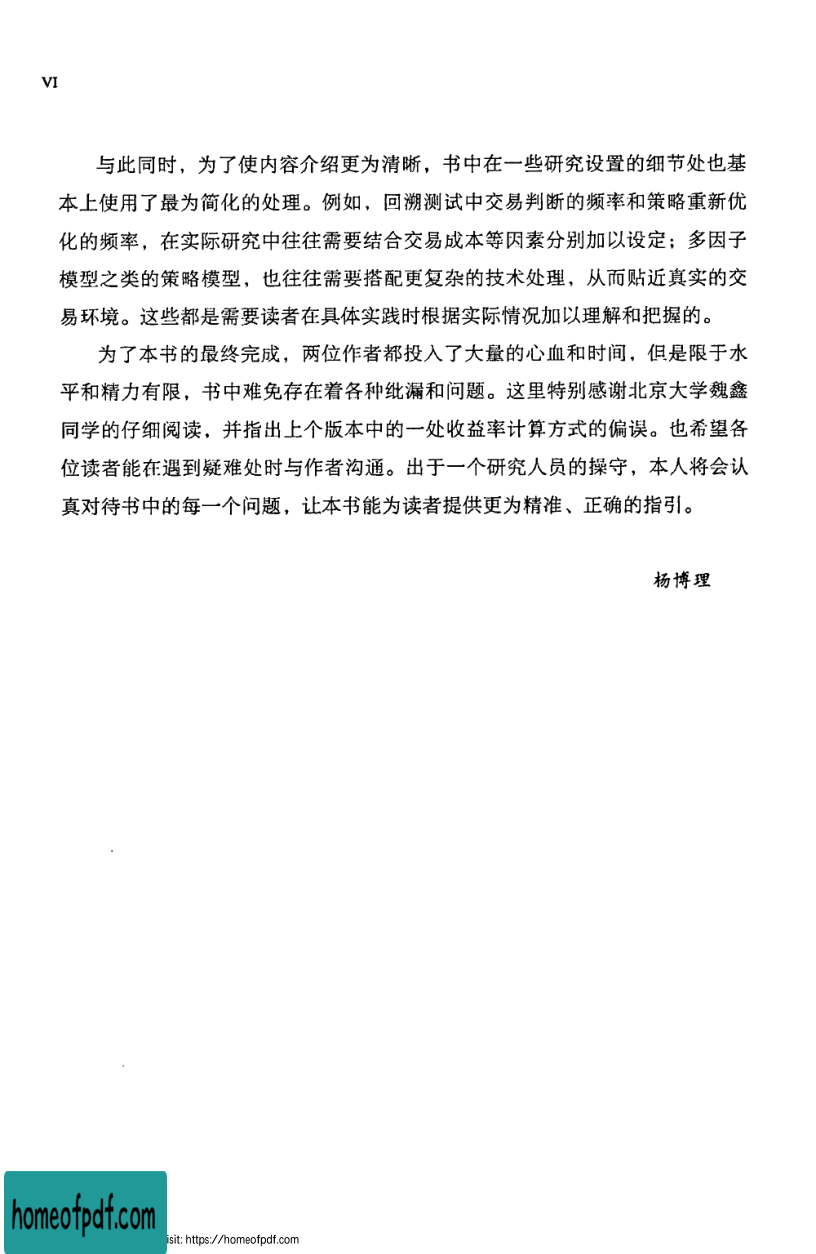 VI
与此同时，为了使内容介绍更为清晰，书中在一些研究设置的细节处也基
本上使用了最为简化的处理。例如，回溯测试中交易判断的频率和策略重新优
化的频率，在实际研究中往往需要结合交易成本等因素分别加以设定；多因子
模型之类的策略模型，也往往需要搭配更复杂的技术处理，从而贴近真实的交
易环境。这些都是需要读者在具体实践时根据实际情况加以理解和把握的。
为了本书的最终完成，两位作者都投入了大量的心血和时间，但是限于水
平和精力有限，书中难免存在着各种纰漏和问题。这里特别感谢北京大学魏鑫
同学的仔细阅读，并指出上个版本中的一处收益率计算方式的偏误。也希望各
位读者能在遇到疑难处时与作者沟通。出于一个研究人员的操守，本人将会认
真对待书中的每一个问题，让本书能为读者提供更为精准、正确的指引。
杨博理
homeofpdf.com
isit: https://homeofpdf.com